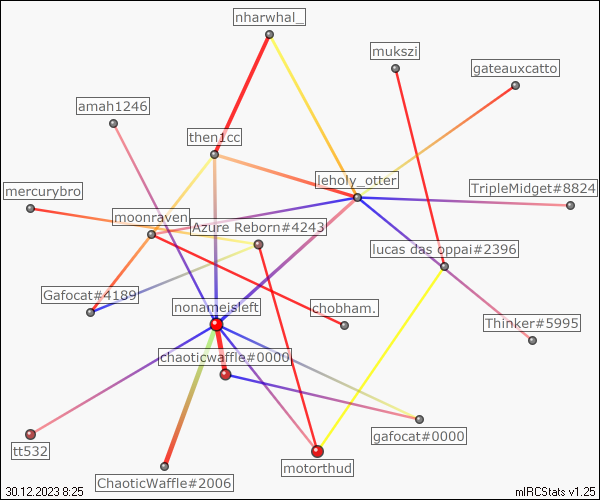 nharwhal_
mukszi
gateauxcatto
amah1246
then1cc
leholy_otter
TripleMidget#8824
mercurybro
moonraven
Azure Reborn#4243
lucas das oppai#2396
Gafocat#4189
nonameisleft
chobham.
Thinker#5995
chaoticwaffle#0000
gafocat#0000
tt532
motorthud
ChaoticWaffle#2006
30.12.2023 8:25
mIRCStats v1.25